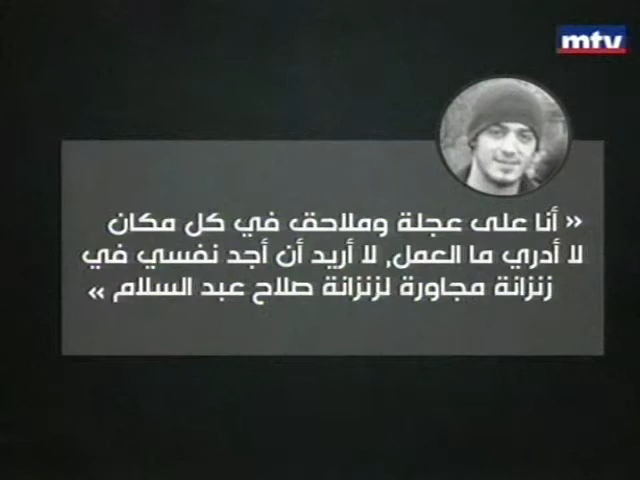 mtv
« أنا على عجلة وملاحق في كل مكان
لا أدري ما العمل, لا أريد أن أجد نفسي في
زنزانة مجاورة لزنزانة صلاح عبد السلام »